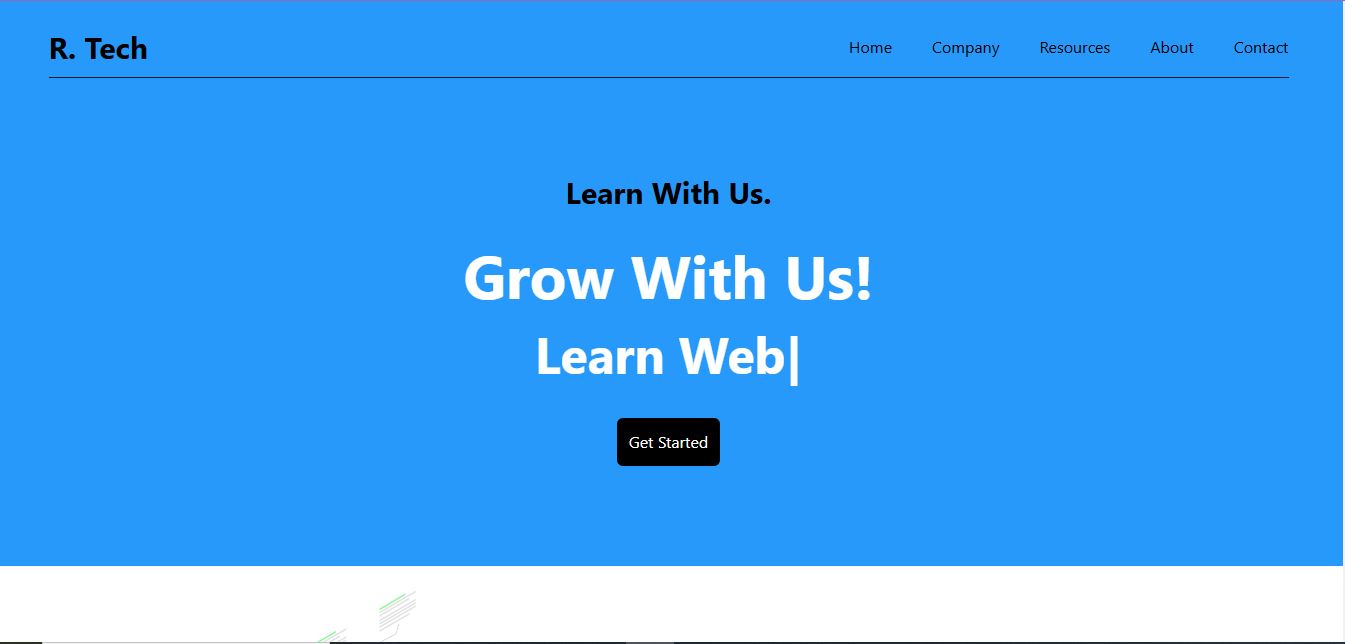 R. Tech
Home Company Resources About Contact
Learn With Us.
Grow With Us!
Learn Web|
Get Started